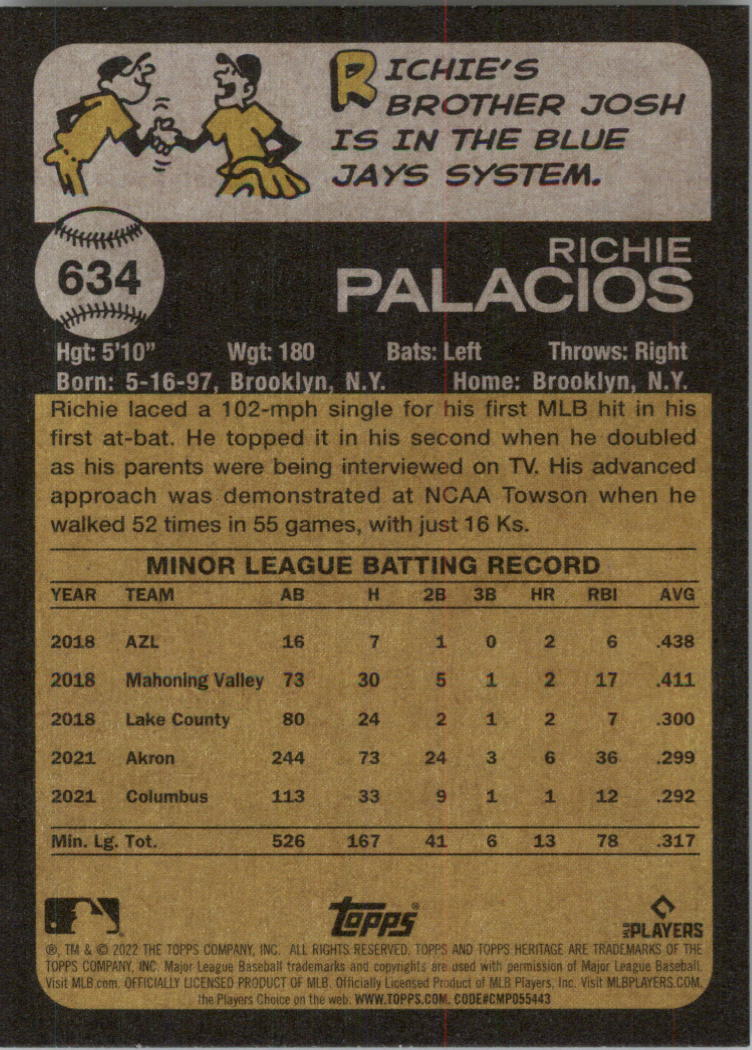 RICHIE'S
BROTHER JOSH
IS IN THE BLUE
JAYS SYSTEM.
634
RICHIE
PALACIOS
Hgt: 5'10" Wgt: 180 Bats: Left Throws: Right
Born: 5-16-97, Brooklyn, N.Y. Home: Brooklyn, N.Y.
Richie laced a 102-mph single for his first MLB hit in his
first at-bat. He topped it in his second when he doubled
as his parents were being interviewed on TV. His advanced
approach was demonstrated at NCAA Towson when he
walked 52 times in 55 games, with just 16 Ks.
MINOR LEAGUE BATTING RECORD
YEAR TEAM AB H 2B 3B HR RBI AVG
2018 AZL 16 7 1 0 2 6 .438
2018 Mahoning Valley 73 30 5 1 2 17 .411
2018 Lake County 80 24 2 1 2 7 .300
2021 Akron 244 73 24 3 6 36 .299
2021 Columbus 113 33 9 1 1 12 .292
Min. Lg. Tot. 526 167 41 6 13 78 .317
Topps® MLB PLAYERS
®, TM & © 2022 THE TOPPS COMPANY, INC. ALL RIGHTS RESERVED. TOPPS AND TOPPS HERITAGE ARE TRADEMARKS OF THE
TOPPS COMPANY, INC. Major League Baseball trademarks and copyrights are used with permission of Major League Baseball.
Visit MLB.com. OFFICIALLY LICENSED PRODUCT OF MLB. Officially Licensed Product of MLB Players, Inc. Visit MLBPLAYERS.COM,
the Players Choice on the web. WWW.TOPPS.COM. CODE#CMP055443